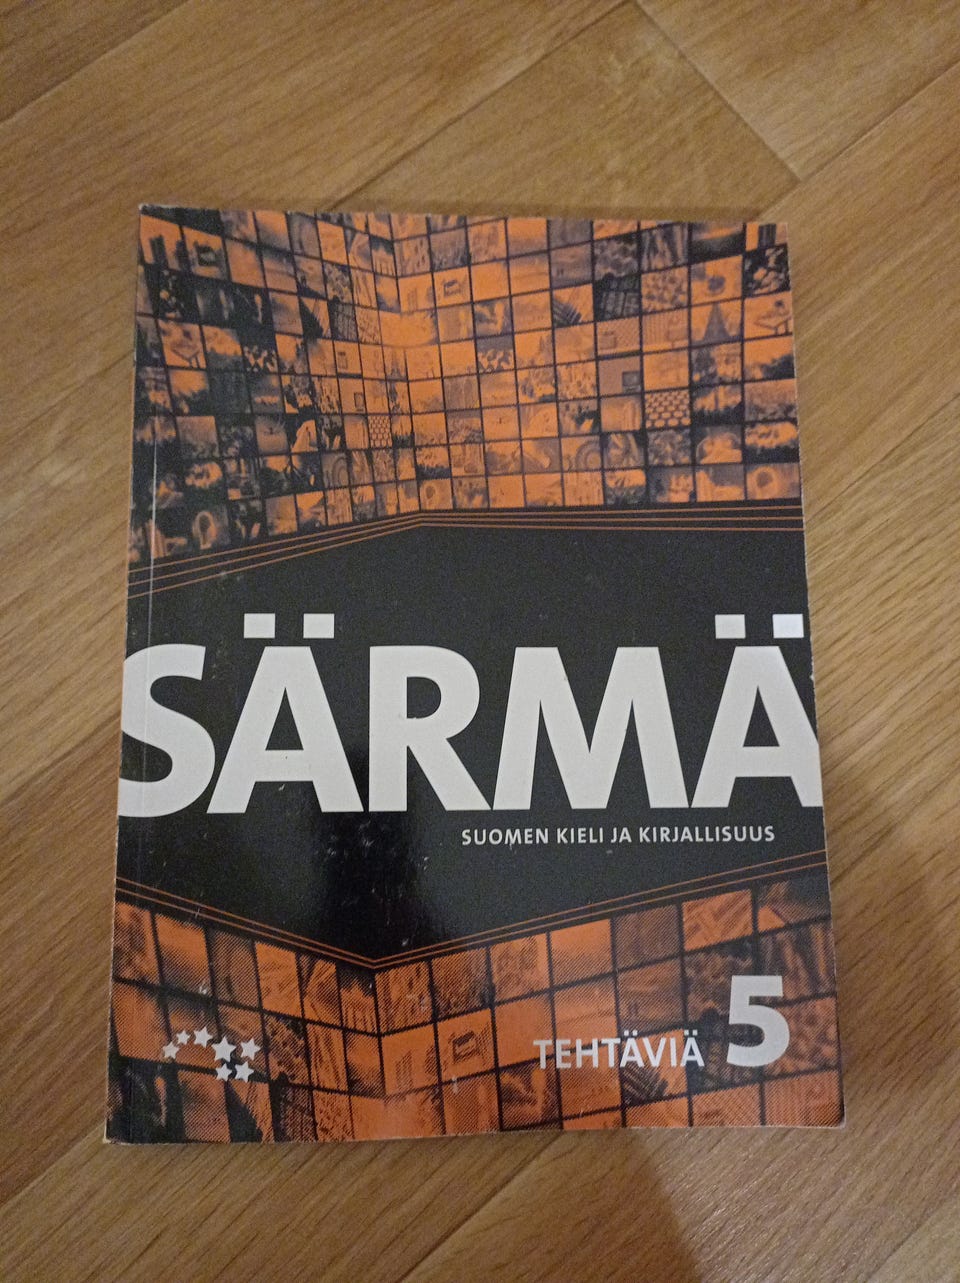 SÄRMÄ
SUOMEN KIELI JA KIRJALLISUUS
TEHTÄVIÄ 5